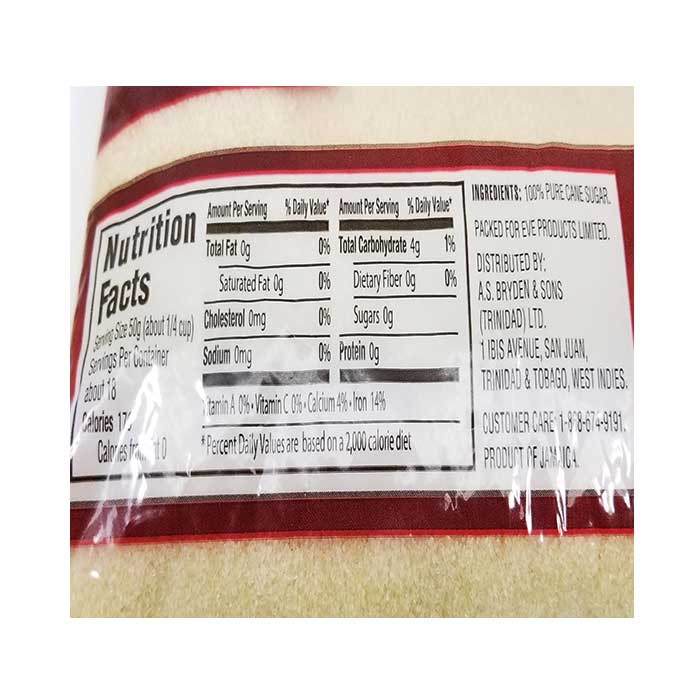 Nutrition
Facts
Serving Size 50g (about 1/4 cup)
Servings Per Container
about 18
Calories
Calories from fat 0
Amount Per Serving % Daily Value*
Total Fat 0g 0%
Saturated Fat 0g 0%
Cholesterol 0mg 0%
Sodium 0mg 0%
Amount Per Serving % Daily Value*
Total Carbohydrate 4g 1%
Dietary Fiber 0g 0%
Sugars 0g
Protein 0g
Vitamin A 0% • Vitamin C 0% • Calcium 4% • Iron 14%
*Percent Daily Values are based on a 2,000 calorie diet
INGREDIENTS: 100% PURE CANE SUGAR.
PACKED FOR EVE PRODUCTS LIMITED.
DISTRIBUTED BY:
A.S. BRYDEN & SONS
(TRINIDAD) LTD.
1 IBIS AVENUE, SAN JUAN,
TRINIDAD & TOBAGO, WEST INDIES.
CUSTOMER CARE
PRODUCT OF JAMAICA.